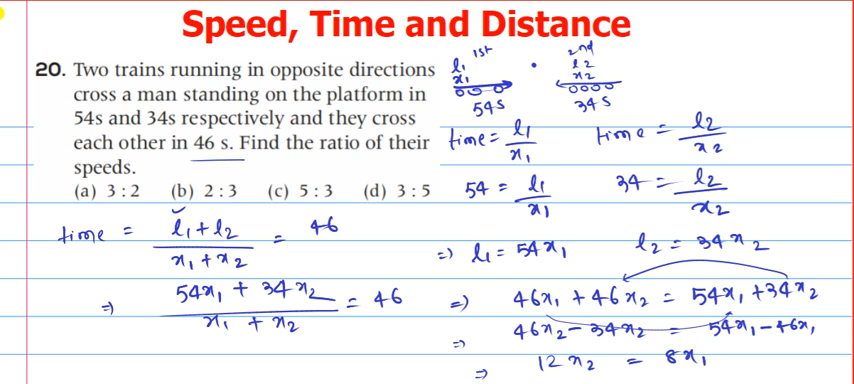 Speed, Time and Distance
20. Two trains running in opposite directions
cross a man standing on the platform in
54s and 34s respectively and they cross
each other in 46 s. Find the ratio of their
speeds.
(a) 3 : 2 (b) 2 : 3 (c) 5 : 3 (d) 3 : 5
1st
l₁
x₁
54s
2nd
l2
x2
34s
time = l₁/x₁
time = l2/x2
54 = l₁/x₁
34 = l2/x2
=) l₁ = 54x₁
l2 = 34x2
time = l₁+l2/x₁+x2 = 46
=) 54x₁ + 34x2/x₁ + x2 = 46
=) 46x₁ + 46x2 = 54x₁ + 34x2
=) 46x2 - 34x2 = 54x₁ - 46x₁
=) 12x2 = 8x₁